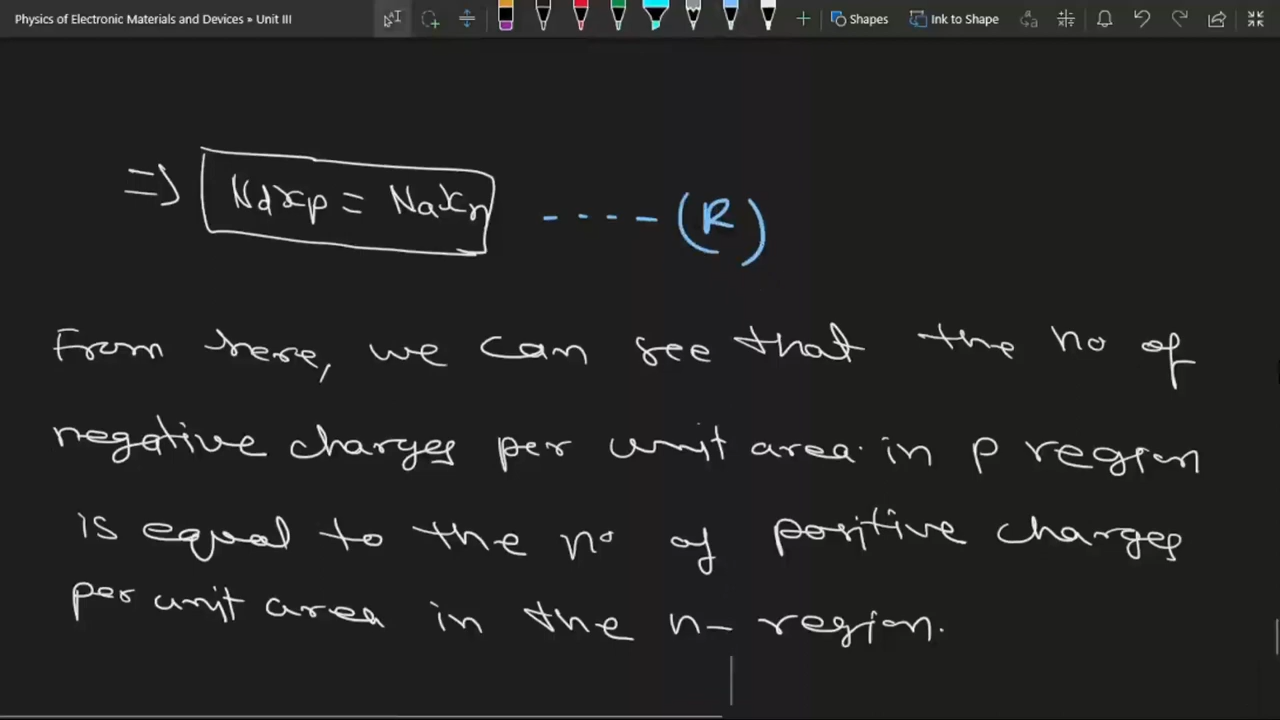 Physics of Electronic Materials and Devices » Unit III
Shapes
Ink to Shape
=> Ndxp = Naxn ---- (R)
From here, we can see that the no of
negative charges per unit area in p region
is equal to the no of positive charges
per unit area in the n- region.